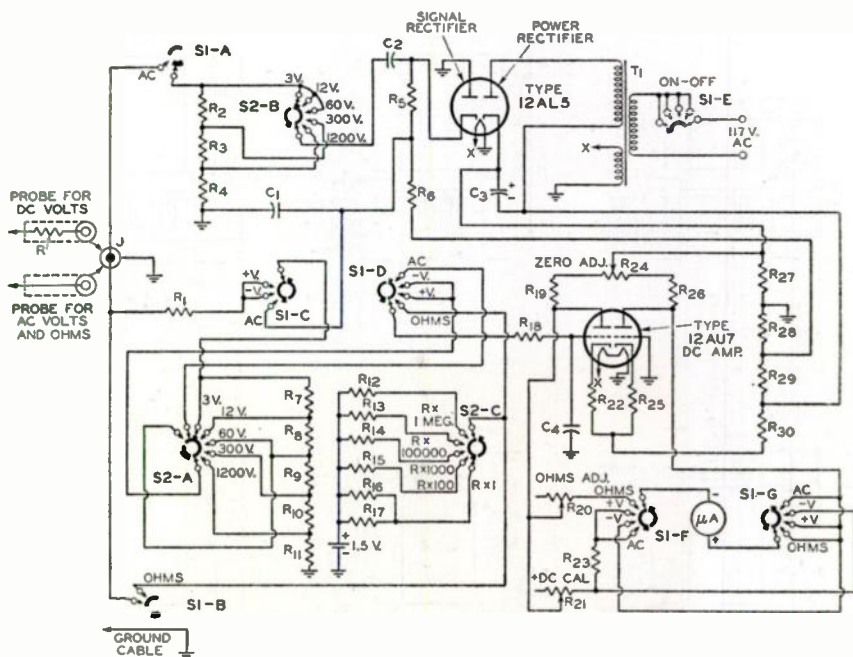 SIGNAL RECTIFIER
POWER RECTIFIER
S1-A
AC
C2
3V.
12V.
60V.
300V.
1200V.
S2-B
R2
R3
R4
R5
R6
TYPE 12AL5
T1
ON-OFF
S1-E
117 V. AC
X
X
C1
C3
+
-
PROBE FOR DC VOLTS
R
J
PROBE FOR AC VOLTS AND OHMS
R1
+V.
-V.
AC
S1-C
S1-D
AC
-V.
+V.
OHMS
ZERO ADJ.
R24
R19
R26
R27
R28
R29
R30
R18
TYPE 12AU7 DC AMP.
X
R22
R25
C4
3V.
12V.
60V.
300V.
1200V.
S2-A
R7
R8
R9
R10
R11
R12
R13
R14
R15
R16
R17
RX 1 MEG.
RX 100000
RX1000
RX100
RX1
S2-C
+
-
1.5 V.
OHMS ADJ.
R20
OHMS
+V
-V
AC
S1-F
R23
+DC CAL
R21
-
μA
+
S1-G
AC
-V
+V
OHMS
OHMS
S1-B
GROUND CABLE